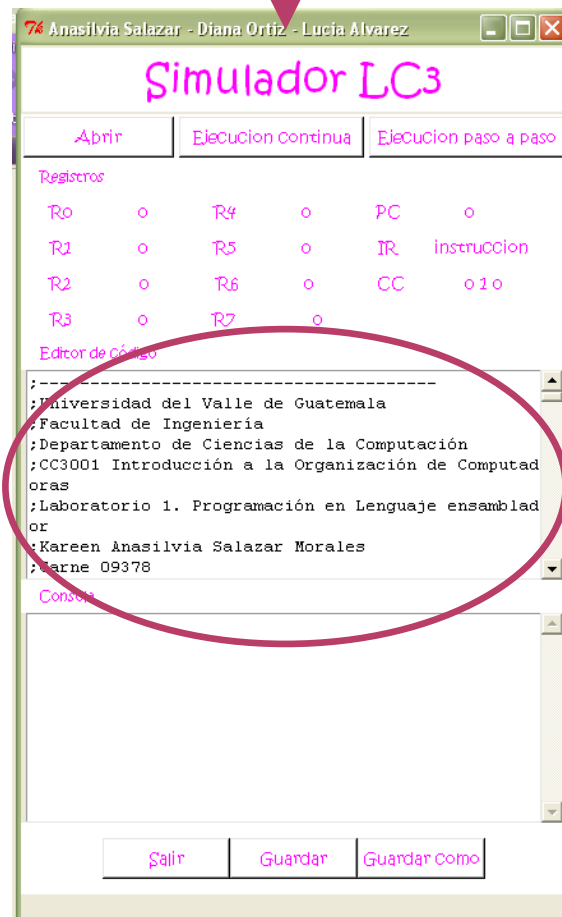 Anasilvia Salazar - Diana Ortiz - Lucia Alvarez
Simulador LC3
Abrir Ejecucion Continua Ejecucion paso a paso
Registros
R0 0 R4 0 PC 0
R1 0 R5 0 IR instruccion
R2 0 R6 0 CC 0 1 0
R3 0 R7 0
Editor de código
;-----------------------------------------
;Universidad del Valle de Guatemala
;Facultad de Ingeniería
;Departamento de Ciencias de la Computación
;CC3001 Introducción a la Organización de Computad
oras
;Laboratorio 1. Programación en Lenguaje ensamblad
or
;Kareen Anasilvia Salazar Morales
;Carne 09378
Consola
Salir Guardar Guardar como